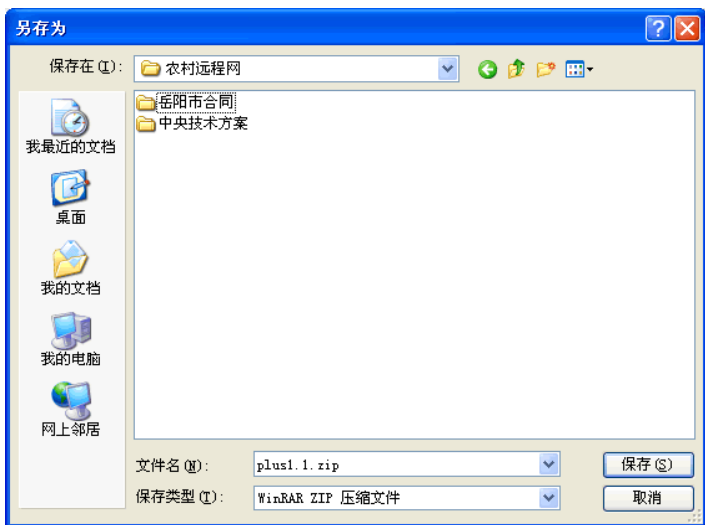 另存为
保存在(I): 农村远程网
岳阳市合同
中央技术方案
我最近的文档
桌面
我的文档
我的电脑
网上邻居
文件名(N): plus1.1.zip 保存(S)
保存类型(T): WinRAR ZIP 压缩文件 取消